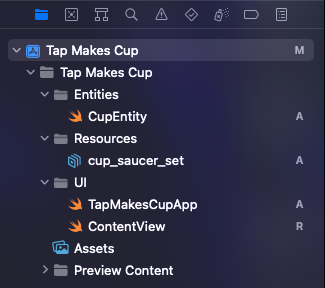 Tap Makes Cup M
Tap Makes Cup
Entities
CupEntity A
Resources
cup_saucer_set A
UI
TapMakesCupApp A
ContentView R
Assets
Preview Content